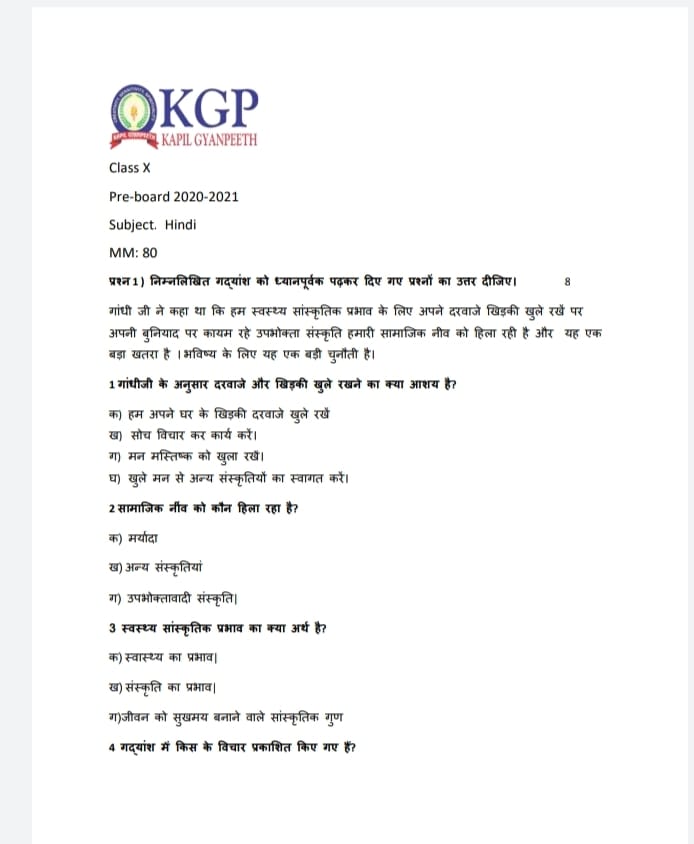 KGP
KAPIL GYANPEETH
Class X
Pre-board 2020-2021
Subject. Hindi
MM: 80
प्रश्न 1) निम्नलिखित गद्यांश को ध्यानपूर्वक पढ़कर दिए गए प्रश्नों का उत्तर दीजिए। 8
गांधी जी ने कहा था कि हम स्वस्थ्य सांस्कृतिक प्रभाव के लिए अपने दरवाजे खिड़की खुले रखें पर
अपनी बुनियाद पर कायम रहे उपभोक्ता संस्कृति हमारी सामाजिक नीव को हिला रही है और यह एक
बड़ा खतरा है । भविष्य के लिए यह एक बड़ी चुनौती है।
1 गांधीजी के अनुसार दरवाजे और खिड़की खुले रखने का क्या आशय है?
क) हम अपने घर के खिड़की दरवाजे खुले रखें
ख) सोच विचार कर कार्य करें।
ग) मन मस्तिष्क को खुला रखें।
घ) खुले मन से अन्य संस्कृतियों का स्वागत करें।
2 सामाजिक नींव को कौन हिला रहा है?
क) मर्यादा
ख) अन्य संस्कृतियां
ग) उपभोक्तावादी संस्कृति|
3 स्वस्थ्य सांस्कृतिक प्रभाव का क्या अर्थ है?
क) स्वास्थ्य का प्रभाव|
ख) संस्कृति का प्रभाव|
ग)जीवन को सुखमय बनाने वाले सांस्कृतिक गुण
4 गद्यांश में किस के विचार प्रकाशित किए गए हैं?